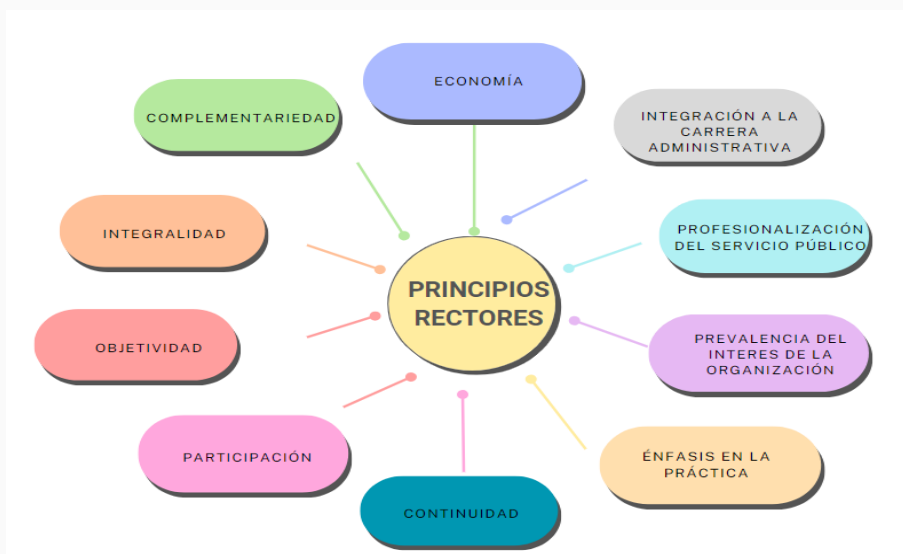 ECONOMÍA
COMPLEMENTARIEDAD
INTEGRACIÓN A LA
CARRERA
ADMINISTRATIVA
INTEGRALIDAD
PROFESIONALIZACIÓN
DEL SERVICIO PÚBLICO
PRINCIPIOS
RECTORES
OBJETIVIDAD
PREVALENCIA DEL
INTERES DE LA
ORGANIZACIÓN
PARTICIPACIÓN
ÉNFASIS EN LA
PRÁCTICA
CONTINUIDAD